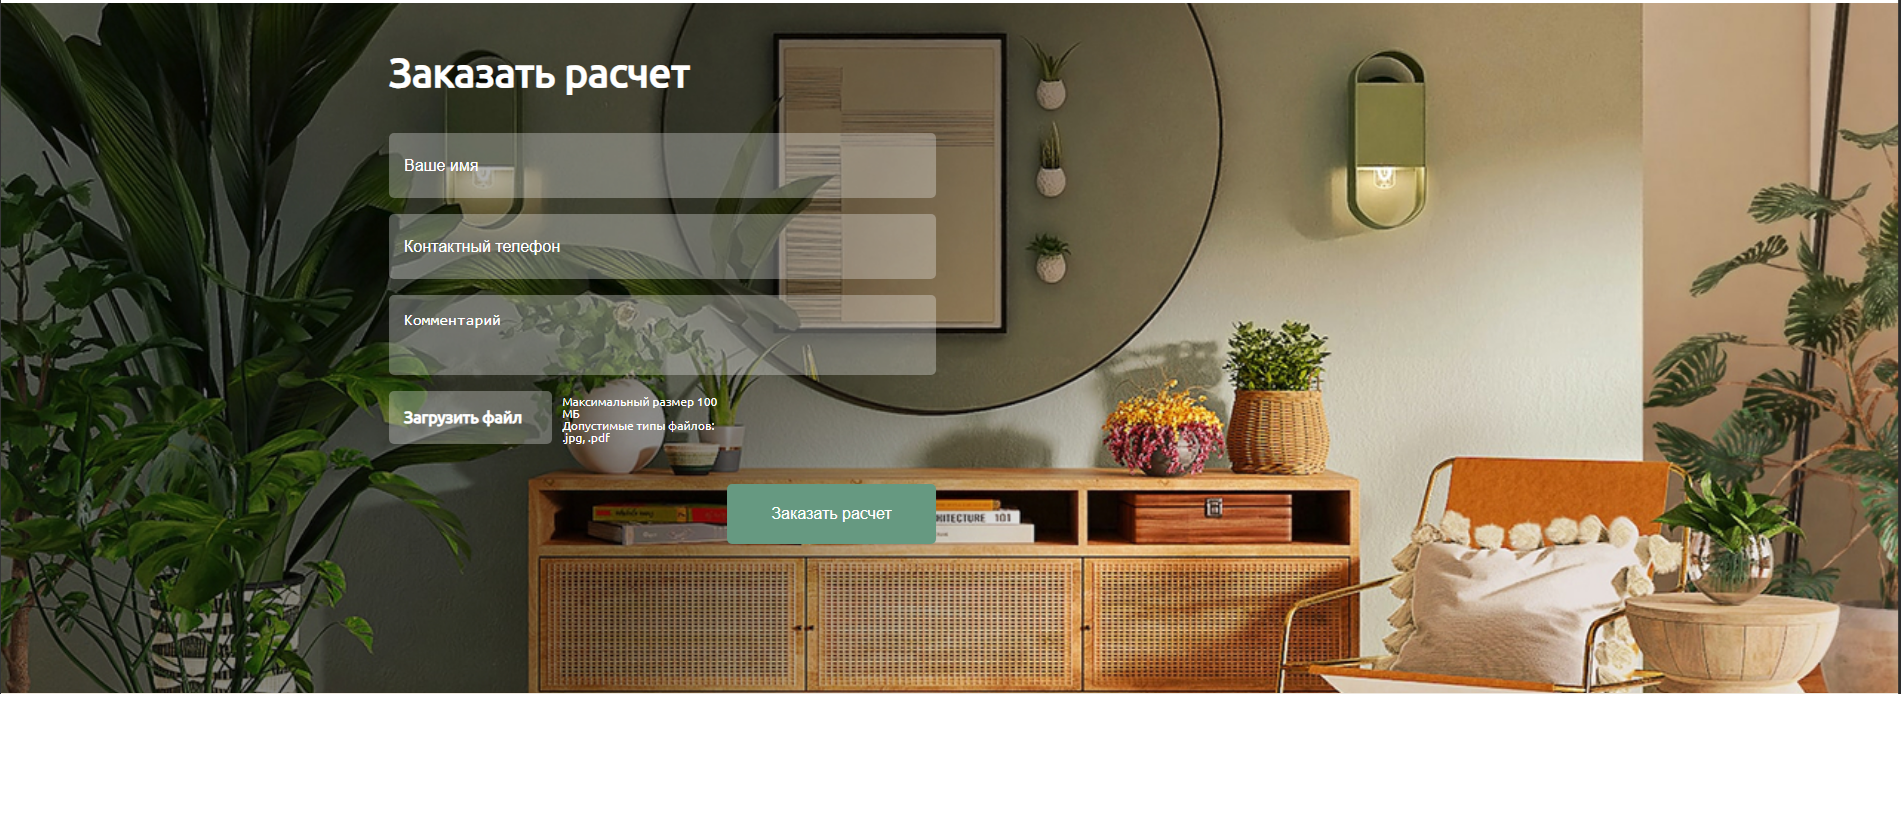 Заказать расчет
Ваше имя
Контактный телефон
Комментарий
Загрузить файл
Максимальный размер 100
МБ
Допустимые типы файлов:
.jpg, .pdf
Заказать расчет